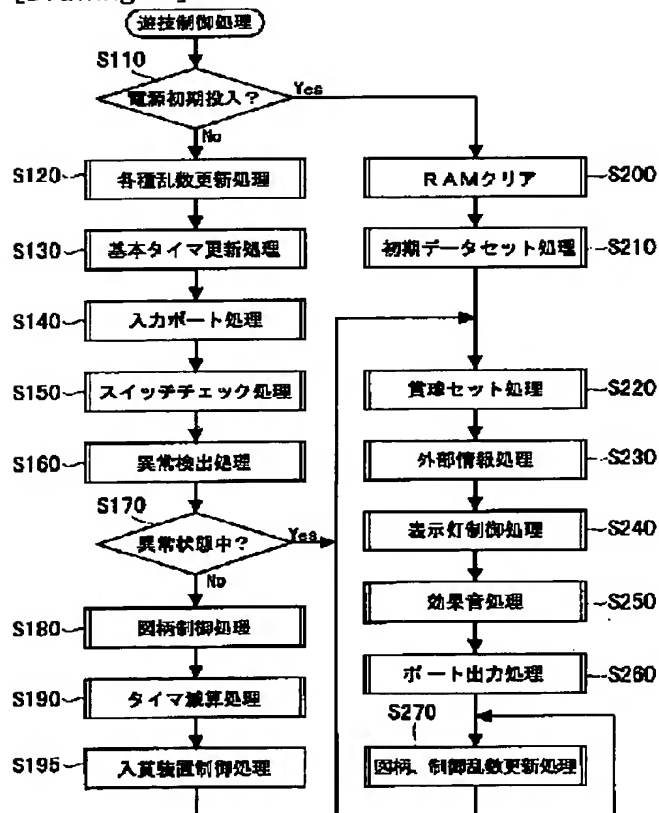 遊技制御処理
S110
電源初期投入?
Yes
No
S120
各種乱数更新処理
RAMクリア
S200
S130
基本タイマ更新処理
初期データセット処理
S210
S140
入力ポート処理
S150
スイッチチェック処理
賞球セット処理
S220
S160
異常検出処理
外部情報処理
S230
S170
異常状態中?
Yes
No
表示灯制御処理
S240
S180
図柄制御処理
効果音処理
S250
S190
タイマ減算処理
ポート出力処理
S260
S195
入賞装置制御処理
S270
図柄、制御乱数更新処理